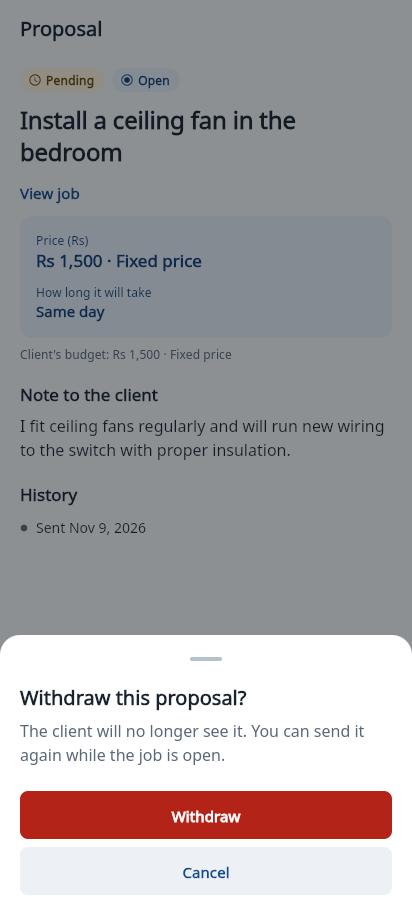 Proposal
Pending
Open
Install a ceiling fan in the
bedroom
View job
Price (Rs)
Rs 1,500 · Fixed price
How long it will take
Same day
Client's budget: Rs 1,500 · Fixed price
Note to the client
I fit ceiling fans regularly and will run new wiring
to the switch with proper insulation.
History
Sent Nov 9, 2026
Withdraw this proposal?
The client will no longer see it. You can send it
again while the job is open.
Withdraw
Cancel